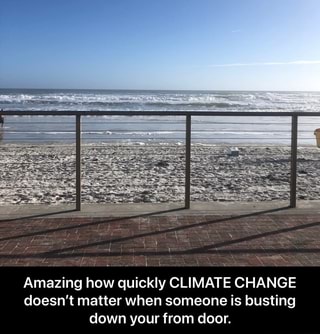 Amazing how quickly CLIMATE CHANGE
doesn't matter when someone is busting
down your from door.